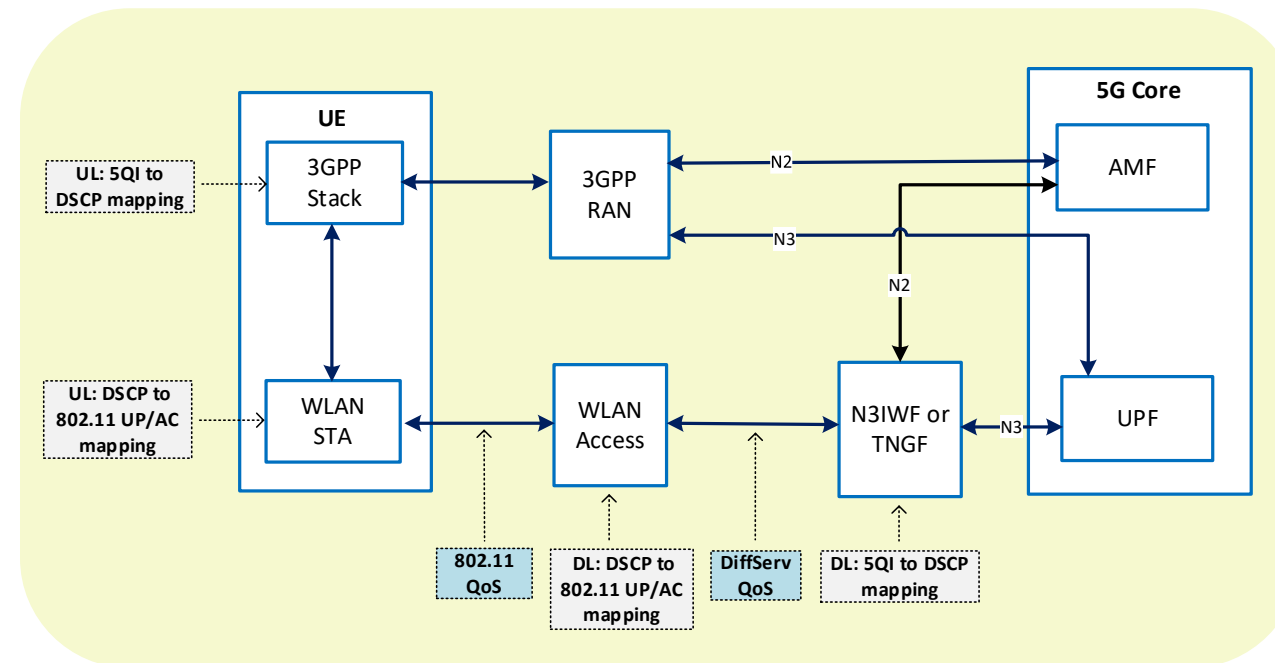 5G Core
UE
UL: 5QI to
DSCP mapping
3GPP
Stack
3GPP
RAN
N2
AMF
N3
N2
UL: DSCP to
802.11 UP/AC
mapping
WLAN
STA
WLAN
Access
N3IWF or
TNGF
N3
UPF
802.11
QoS
DL: DSCP to
802.11 UP/AC
mapping
DiffServ
QoS
DL: 5QI to DSCP
mapping